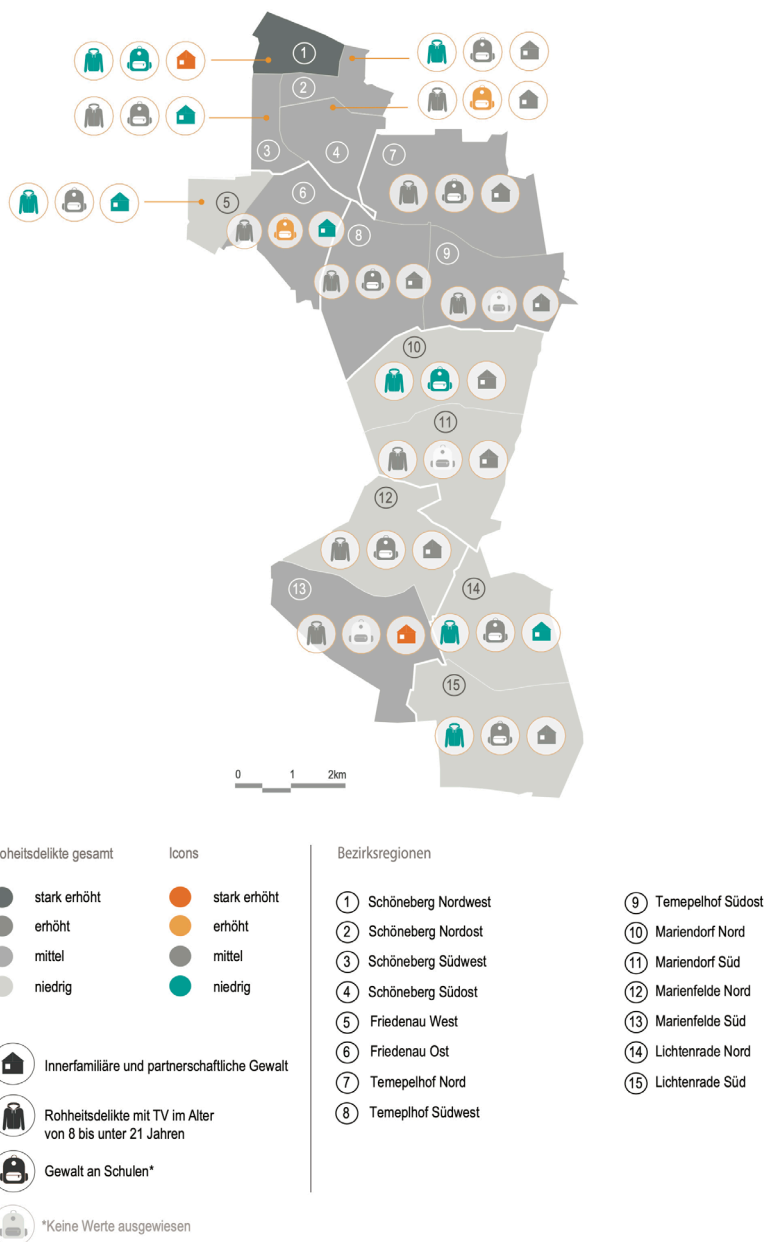 1
2
3
4
7
5
6
8
9
10
11
12
13
14
15
0 1 2km
oheitsdelikte gesamt
stark erhöht
erhöht
mittel
niedrig
Icons
stark erhöht
erhöht
mittel
niedrig
Innerfamiliäre und partnerschaftliche Gewalt
Rohheitsdelikte mit TV im Alter
von 8 bis unter 21 Jahren
Gewalt an Schulen*
*Keine Werte ausgewiesen
Bezirksregionen
1 Schöneberg Nordwest
2 Schöneberg Nordost
3 Schöneberg Südwest
4 Schöneberg Südost
5 Friedenau West
6 Friedenau Ost
7 Temepelhof Nord
8 Temeplhof Südwest
9 Temepelhof Südost
10 Mariendorf Nord
11 Mariendorf Süd
12 Marienfelde Nord
13 Marienfelde Süd
14 Lichtenrade Nord
15 Lichtenrade Süd